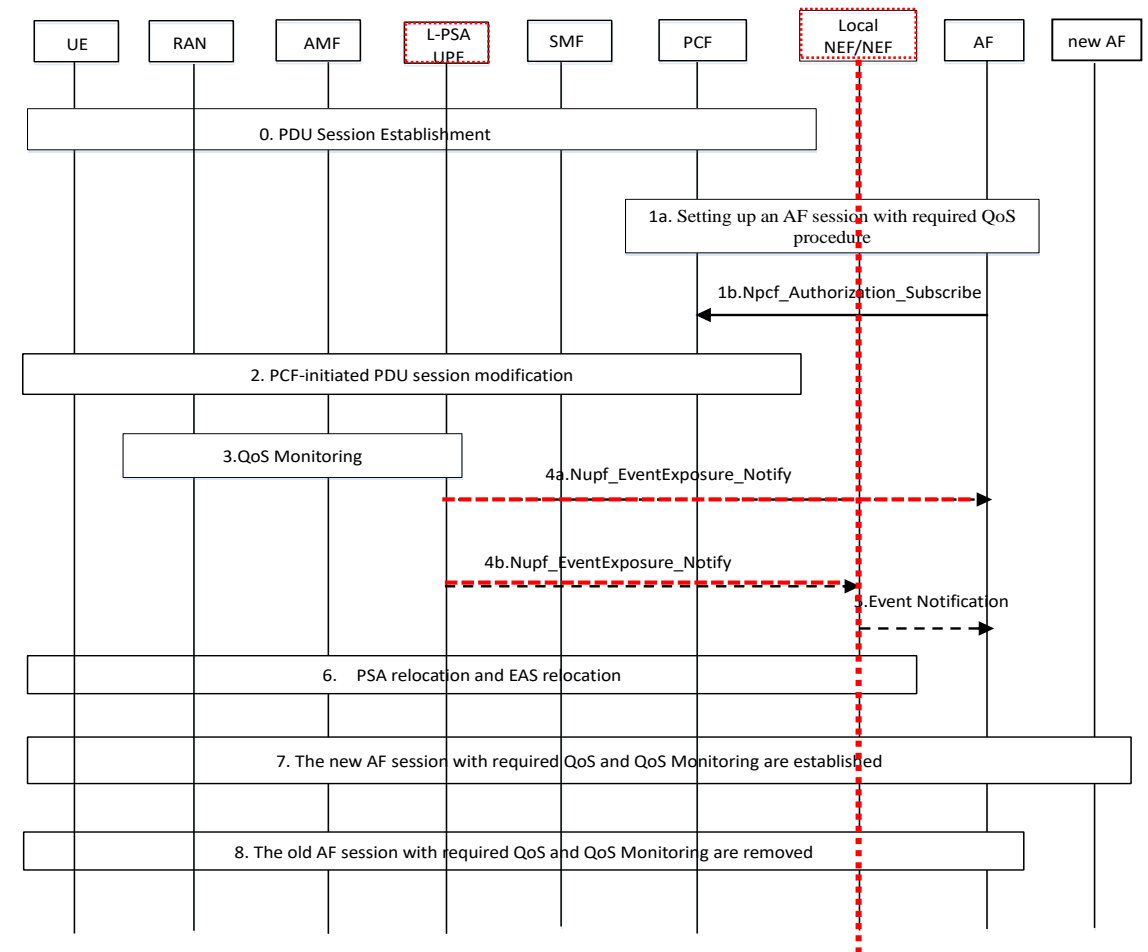 UE
RAN
AMF
L-PSA
UPF
SMF
PCF
Local
NEF/NEF
AF
new AF
0. PDU Session Establishment
1a. Setting up an AF session with required QoS
procedure
1b.Npcf_Authorization_Subscribe
2. PCF-initiated PDU session modification
3.QoS Monitoring
4a.Nupf_EventExposure_Notify
4b.Nupf_EventExposure_Notify
5.Event Notification
6. PSA relocation and EAS relocation
7. The new AF session with required QoS and QoS Monitoring are established
8. The old AF session with required QoS and QoS Monitoring are removed